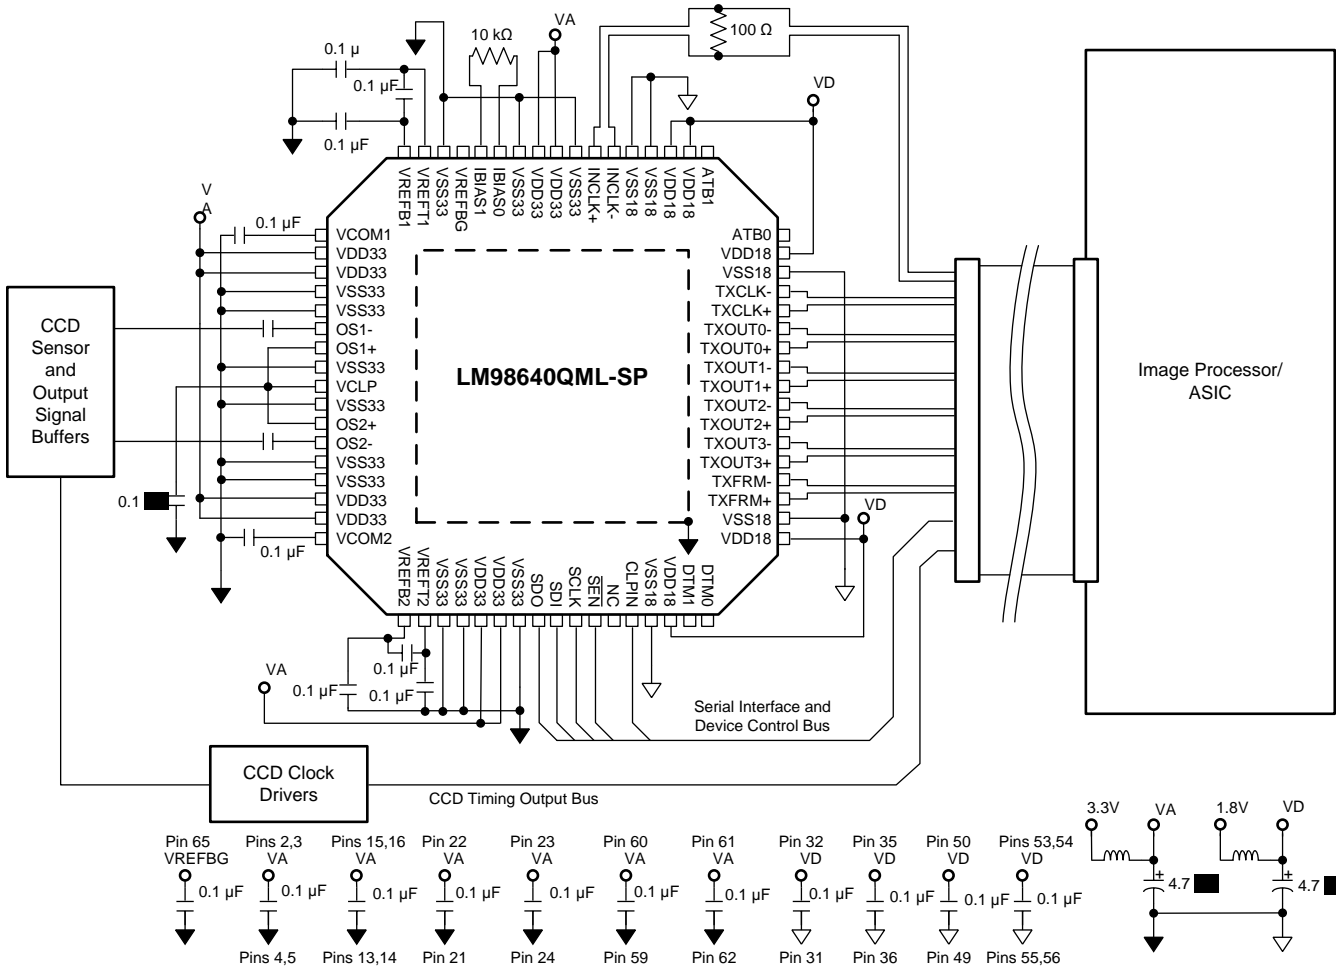 VA
10 kΩ
100 Ω
0.1 µ
0.1 µF
0.1 µF
VD
VREFB1
VREFT1
VSS33
VREFBG
IBIAS1
IBIAS0
VSS33
VDD33
VDD33
VSS33
INCLK+
INCLK-
VSS18
VSS18
VDD18
VDD18
ATB1
V
A
0.1 µF
VCOM1
VDD33
VDD33
VSS33
VSS33
OS1-
OS1+
VSS33
VCLP
VSS33
OS2+
OS2-
VSS33
VSS33
VDD33
VDD33
VCOM2
0.1
0.1 µF
CCD
Sensor
and
Output
Signal
Buffers
LM98640QML-SP
ATB0
VDD18
VSS18
TXCLK-
TXCLK+
TXOUT0-
TXOUT0+
TXOUT1-
TXOUT1+
TXOUT2-
TXOUT2+
TXOUT3-
TXOUT3+
TXFRM-
TXFRM+
VSS18
VDD18
VD
Image Processor/
ASIC
VREFB2
VREFT2
VSS33
VSS33
VDD33
VDD33
VSS33
SDO
SDI
SCLK
SEN
NC
CLPIN
VSS18
VDD18
DTM1
DTM0
VA
0.1 µF
0.1 µF
0.1 µF
Serial Interface and
Device Control Bus
CCD Clock
Drivers
CCD Timing Output Bus
3.3V
VA
1.8V
VD
4.7
4.7
Pin 65
VREFBG
0.1 µF
Pins 2,3
VA
0.1 µF
Pins 4,5
Pins 15,16
VA
0.1 µF
Pins 13,14
Pin 22
VA
0.1 µF
Pin 21
Pin 23
VA
0.1 µF
Pin 24
Pin 60
VA
0.1 µF
Pin 59
Pin 61
VA
0.1 µF
Pin 62
Pin 32
VD
0.1 µF
Pin 31
Pin 35
VD
0.1 µF
Pin 36
Pin 50
VD
0.1 µF
Pin 49
Pins 53,54
VD
0.1 µF
Pins 55,56